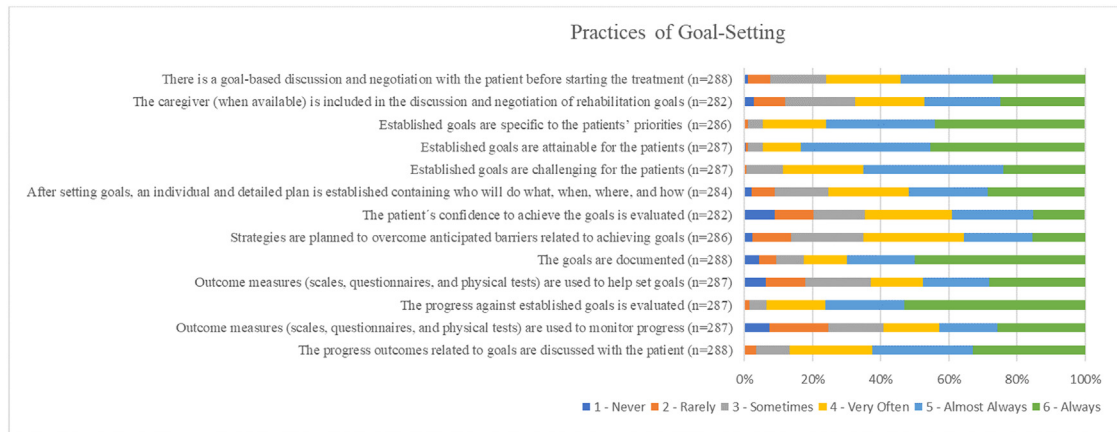 Practices of Goal-Setting
There is a goal-based discussion and negotiation with the patient before starting the treatment (n=288)
The caregiver (when available) is included in the discussion and negotiation of rehabilitation goals (n=282)
Established goals are specific to the patients' priorities (n=286)
Established goals are attainable for the patients (n=287)
Established goals are challenging for the patients (n=287)
After setting goals, an individual and detailed plan is established containing who will do what, when, where, and how (n=284)
The patient´s confidence to achieve the goals is evaluated (n=282)
Strategies are planned to overcome anticipated barriers related to achieving goals (n=286)
The goals are documented (n=288)
Outcome measures (scales, questionnaires, and physical tests) are used to help set goals (n=287)
The progress against established goals is evaluated (n=287)
Outcome measures (scales, questionnaires, and physical tests) are used to monitor progress (n=287)
The progress outcomes related to goals are discussed with the patient (n=288)
0% 20% 40% 60% 80% 100%
1 - Never 2 - Rarely 3 - Sometimes 4 - Very Often 5 - Almost Always 6 - Always